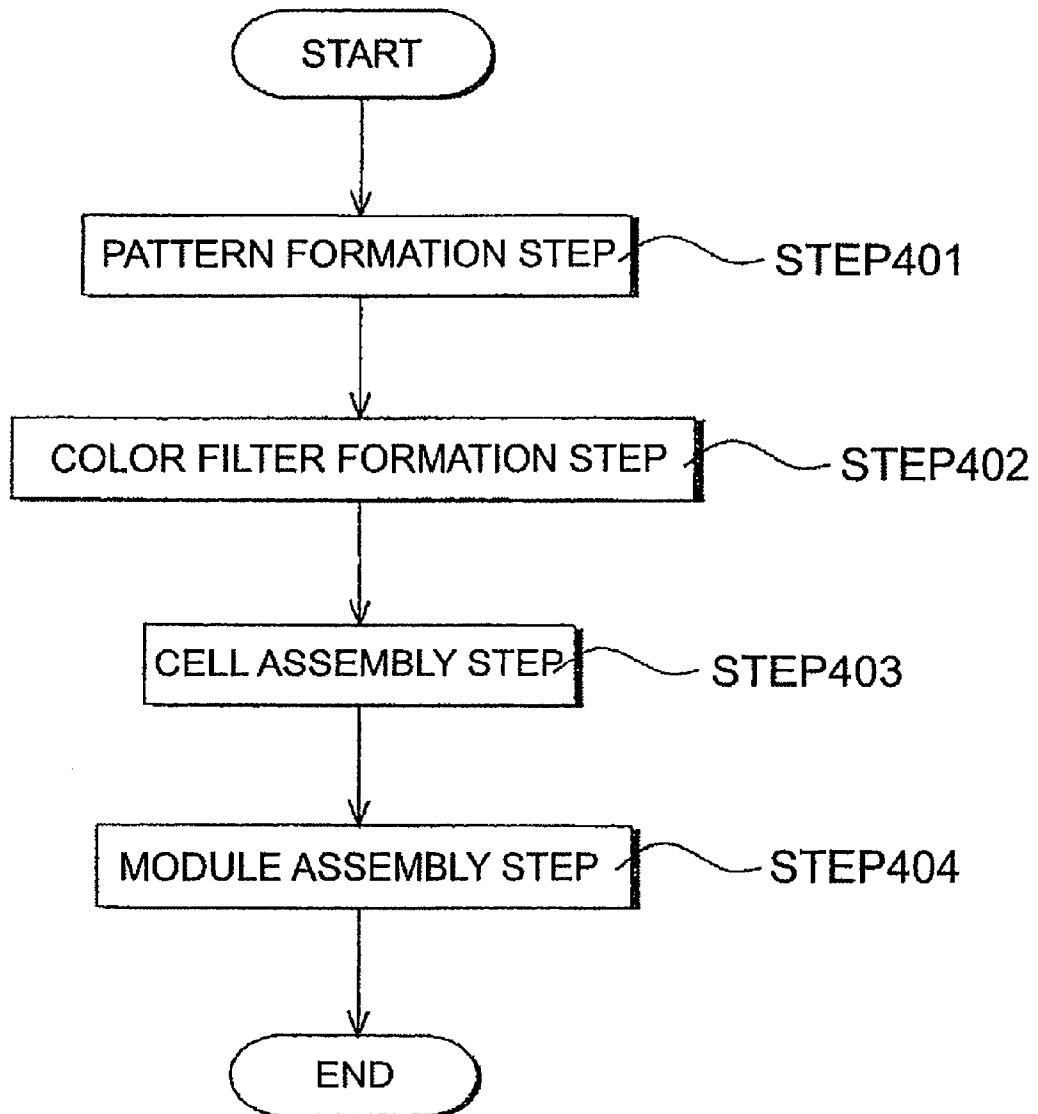 START
PATTERN FORMATION STEP
STEP401
COLOR FILTER FORMATION STEP
STEP402
CELL ASSEMBLY STEP
STEP403
MODULE ASSEMBLY STEP
STEP404
END